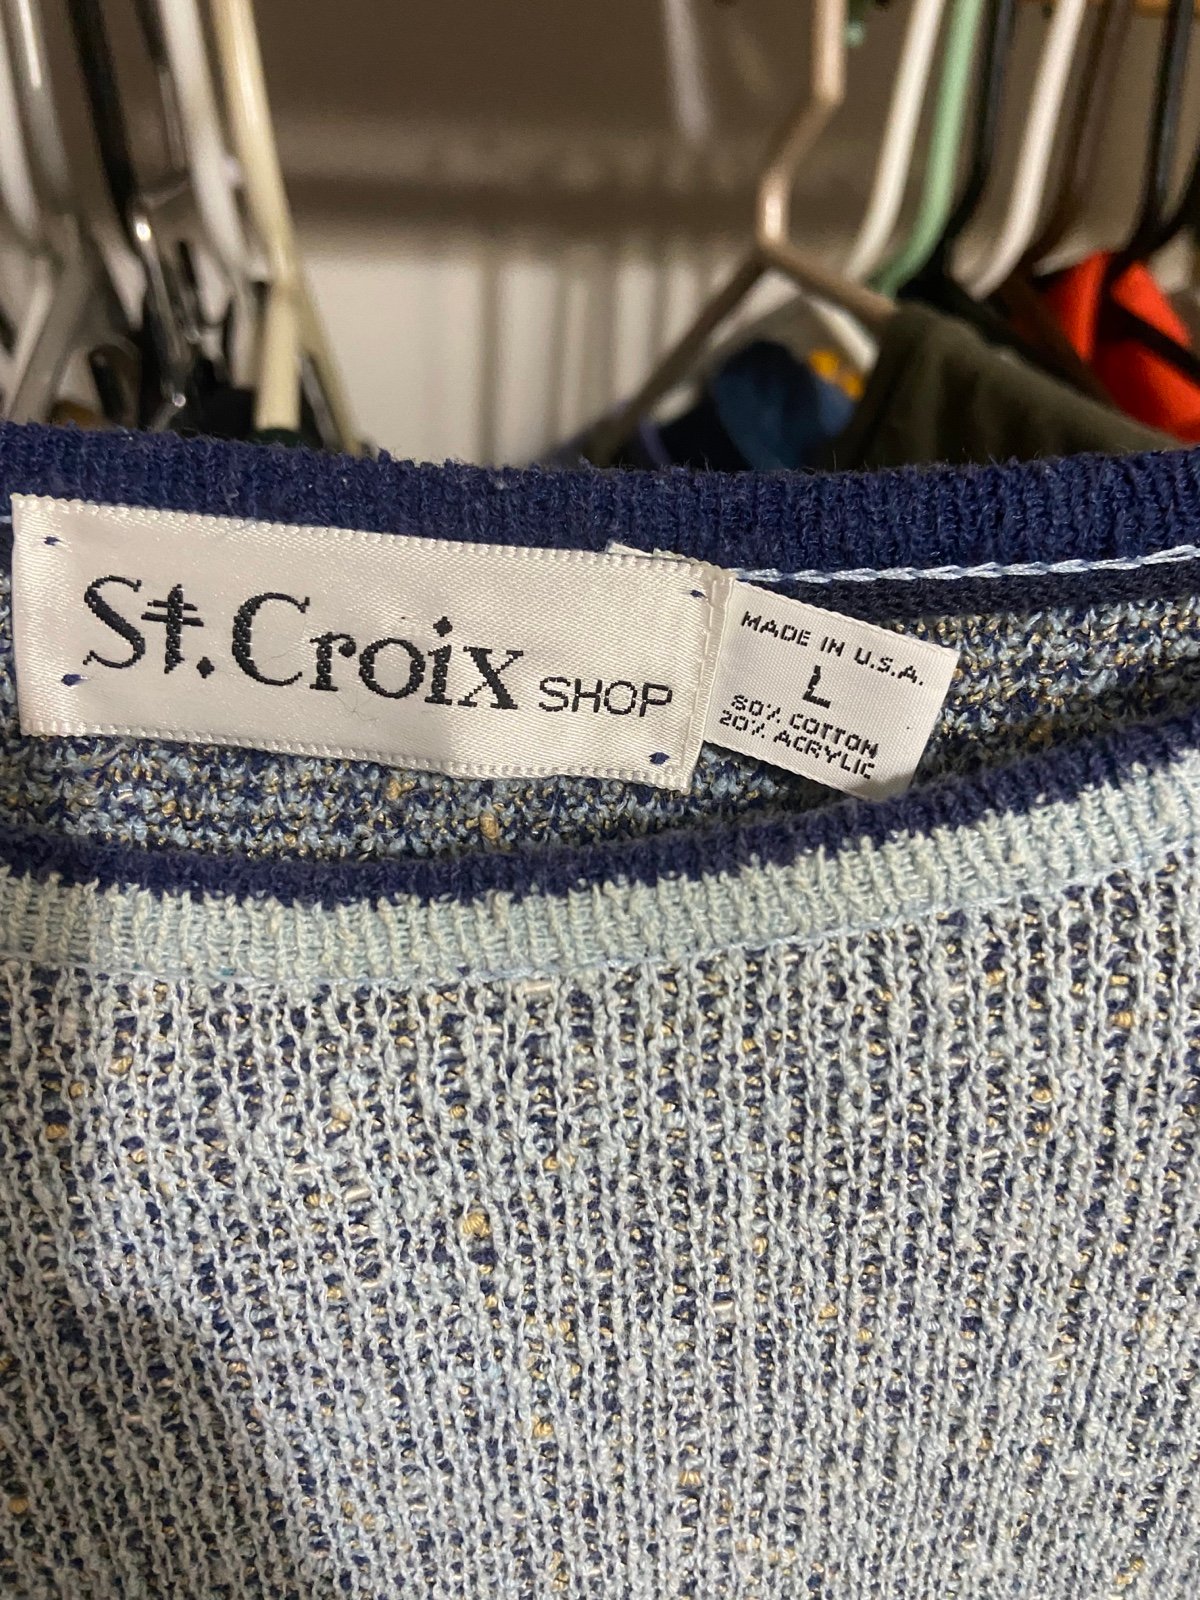 St. Croix SHOP
MADE IN U.S.A.
L
80% COTTON
20% ACRYLIC